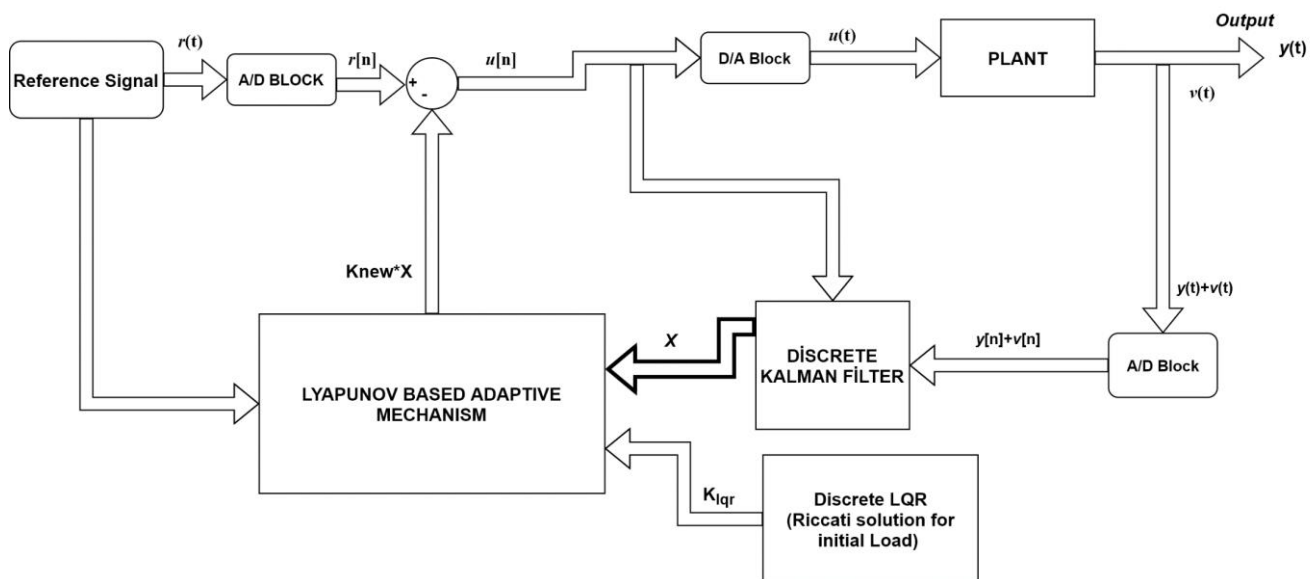 Output
r(t)
r[n]
u[n]
u(t)
y(t)
Reference Signal
A/D BLOCK
+
-
D/A Block
PLANT
v(t)
Knew*X
y(t)+v(t)
X
y[n]+v[n]
DİSCRETE
KALMAN FİLTER
A/D Block
LYAPUNOV BASED ADAPTIVE
MECHANISM
Klqr
Discrete LQR
(Riccati solution for
initial Load)